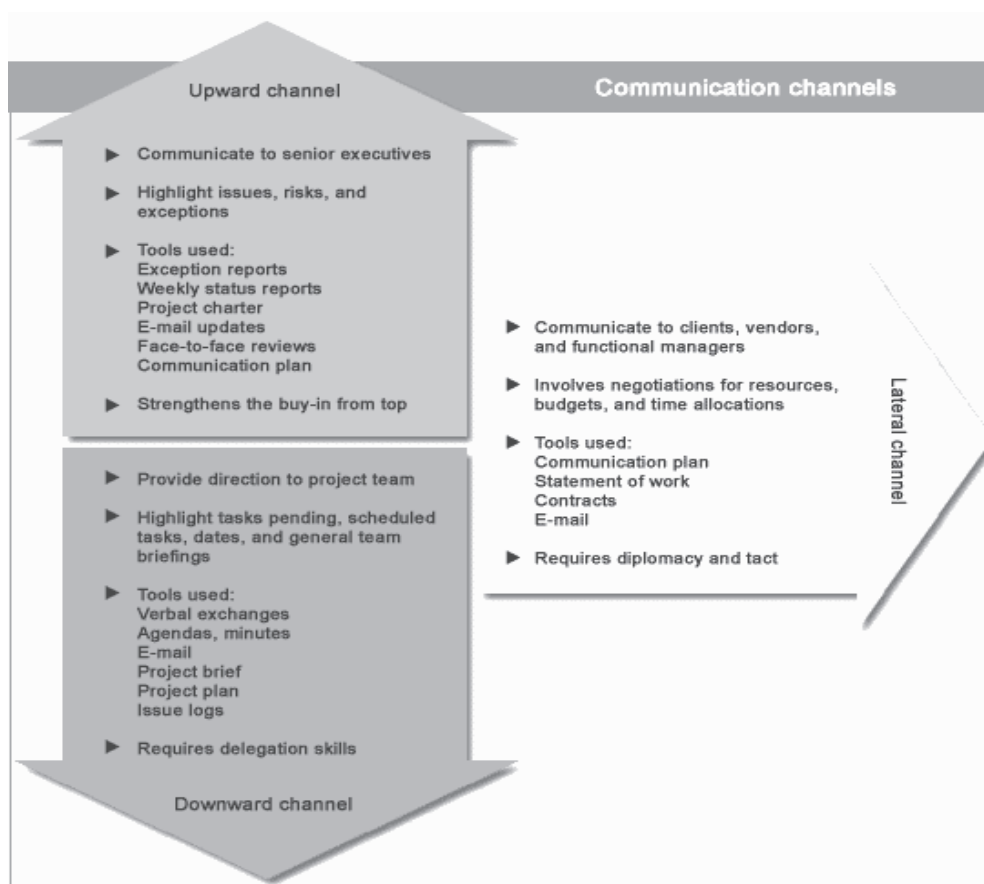 Communication channels
Upward channel
► Communicate to senior executives
► Highlight issues, risks, and
exceptions
► Tools used:
Exception reports
Weekly status reports
Project charter
E-mail updates
Face-to-face reviews
Communication plan
► Strengthens the buy-in from top
► Provide direction to project team
► Highlight tasks pending, scheduled
tasks, dates, and general team
briefings
► Tools used:
Verbal exchanges
Agendas, minutes
E-mail
Project brief
Project plan
Issue logs
► Requires delegation skills
Downward channel
► Communicate to clients, vendors,
and functional managers
► Involves negotiations for resources,
budgets, and time allocations
► Tools used:
Communication plan
Statement of work
Contracts
E-mail
► Requires diplomacy and tact
Lateral channel